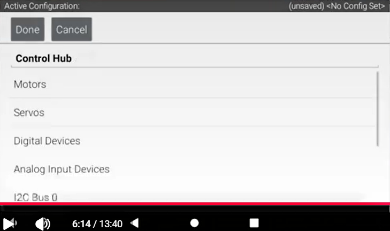 Active Configuration: (unsaved) <No Config Set>
Done Cancel
Control Hub
Motors
Servos
Digital Devices
Analog Input Devices
I2C Bus 0
6:14 / 13:40